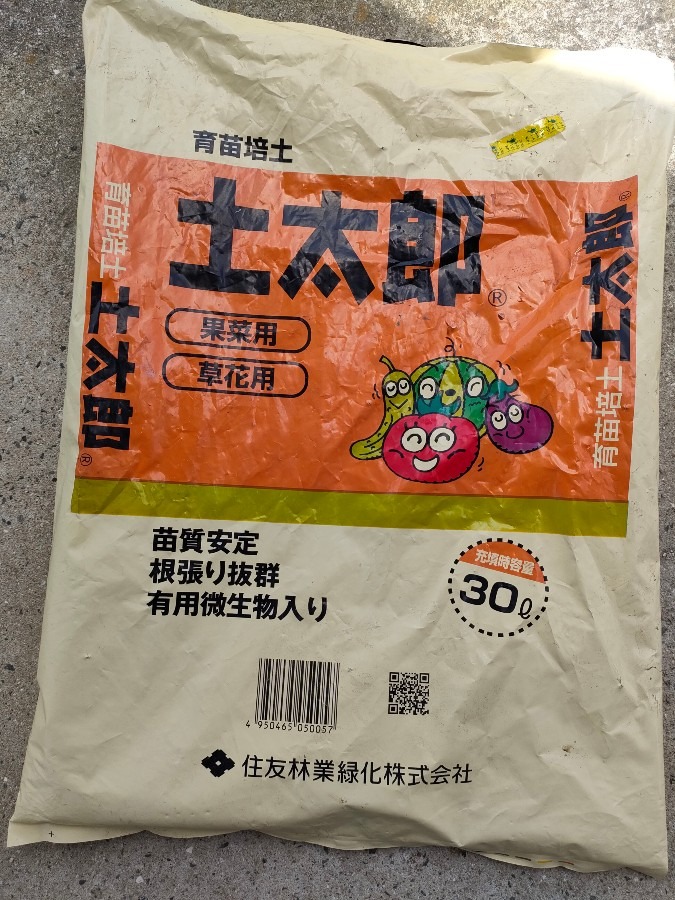 育苗培土
土太郎®
果菜用
草花用
育苗培土 土太郎®
育苗培土 土太郎®
苗質安定
根張り抜群
有用微生物入り
充填時容量
30ℓ
4 950465 050057
住友林業緑化株式会社